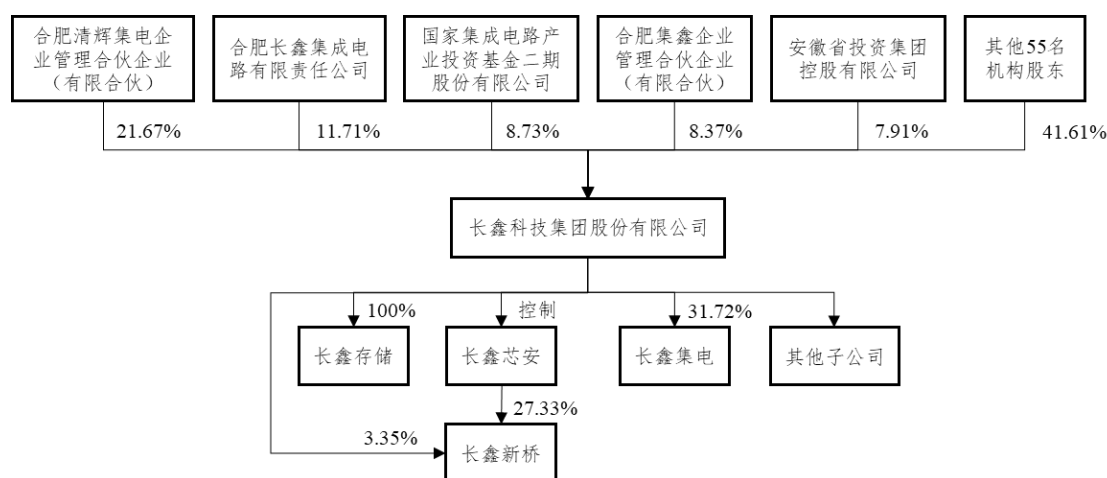 合肥清辉集电企
业管理合伙企业
（有限合伙）
合肥长鑫集成电
路有限责任公司
国家集成电路产
业投资基金二期
股份有限公司
合肥集鑫企业
管理合伙企业
（有限合伙）
安徽省投资集团
控股有限公司
其他55名
机构股东
21.67%
11.71%
8.73%
8.37%
7.91%
41.61%
长鑫科技集团股份有限公司
100%
控制
31.72%
长鑫存储
长鑫芯安
长鑫集电
其他子公司
27.33%
3.35%
长鑫新桥